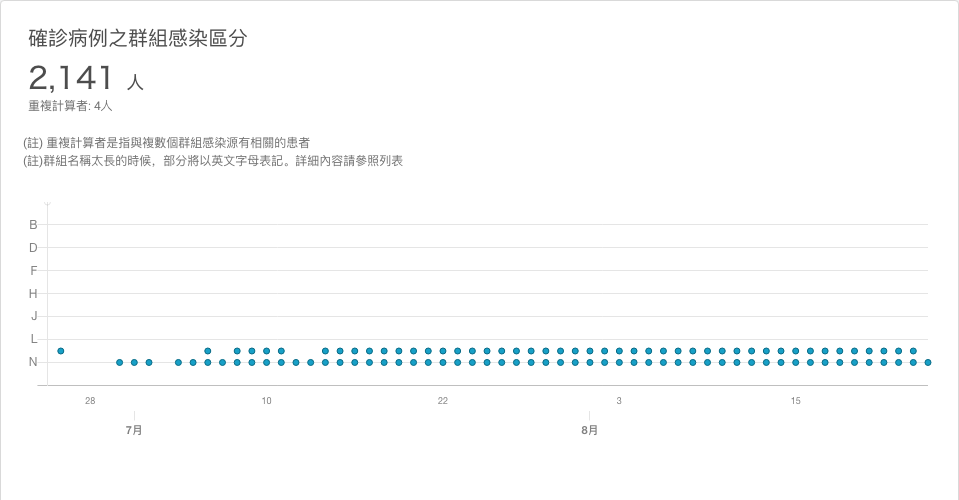 確診病例之群組感染區分
2,141 人
重複計算者: 4人
(註) 重複計算者是指與複數個群組感染源有相關的患者
(註)群組名稱太長的時候，部分將以英文字母表記。詳細內容請參照列表
B
D
F
H
J
L
N
28 10 22 3 15
7月 8月